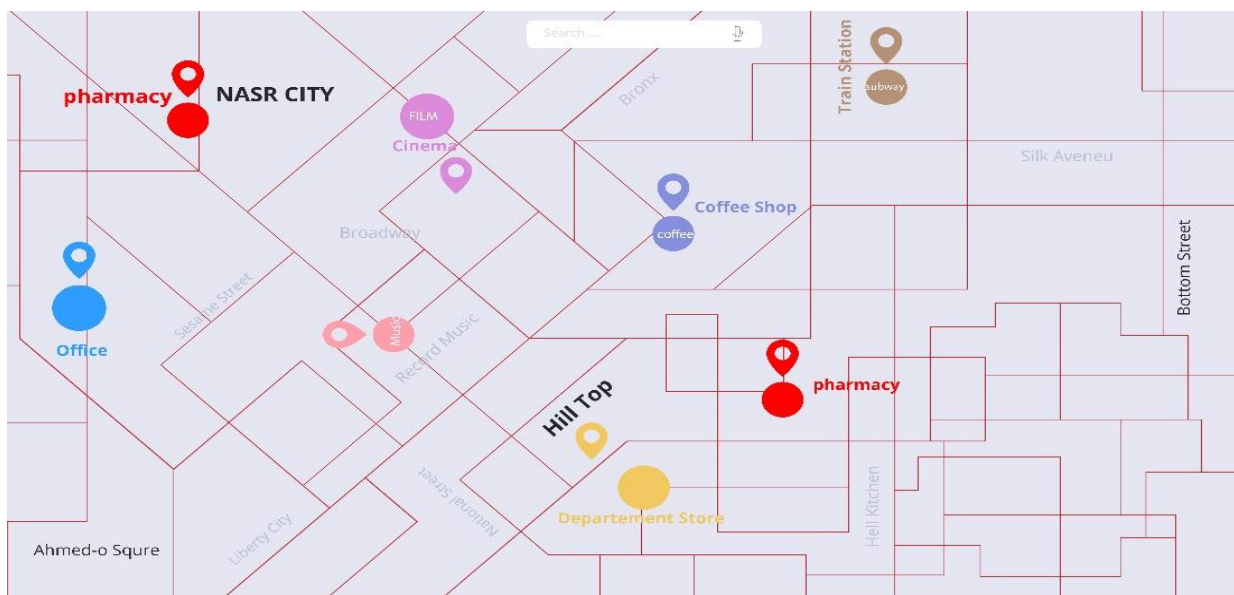 Search ....
Train Station
subway
pharmacy
NASR CITY
Bronx
FILM
Cinema
Silk Aveneu
Coffee Shop
coffee
Broadway
Bottom Street
Sesame Street
Office
Music
Record Music
pharmacy
Hill Top
Departement Store
National Street
Hell Kitchen
Liberty City
Ahmed-o Squre